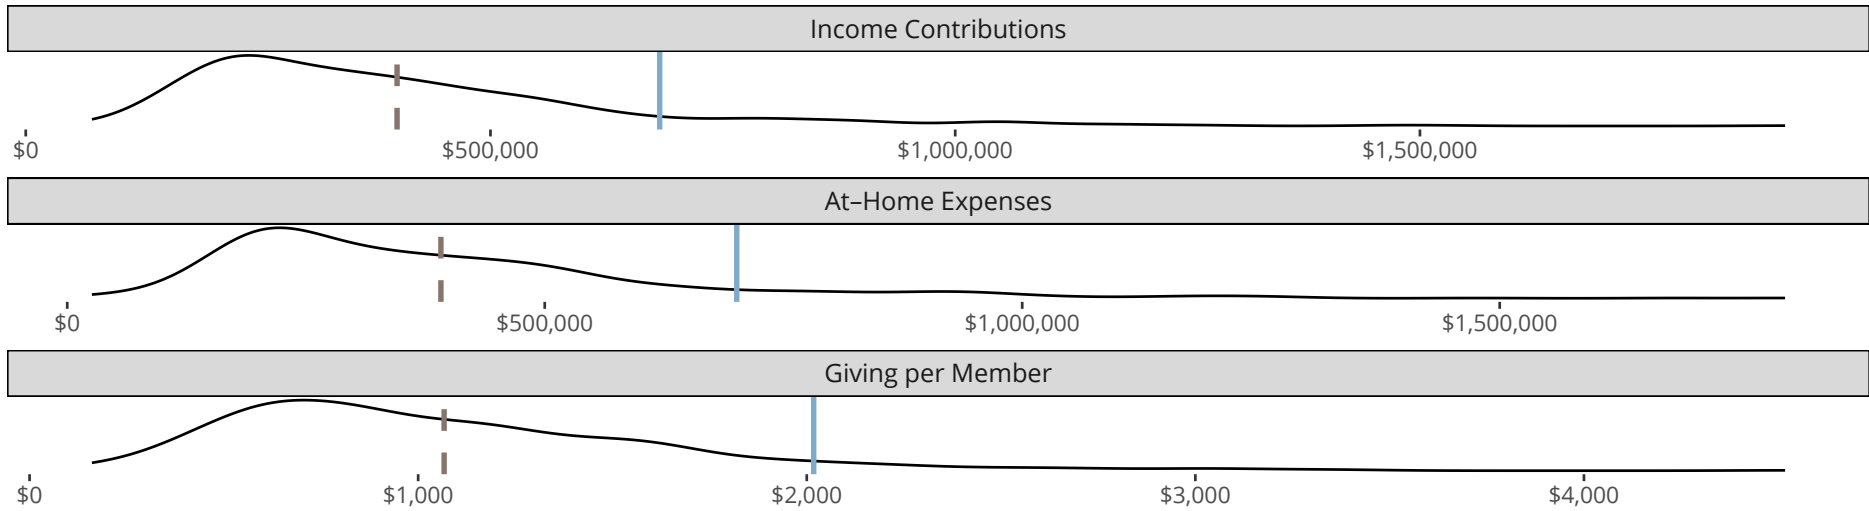 Income Contributions
$0 $500,000 $1,000,000 $1,500,000
At–Home Expenses
$0 $500,000 $1,000,000 $1,500,000
Giving per Member
$0 $1,000 $2,000 $3,000 $4,000